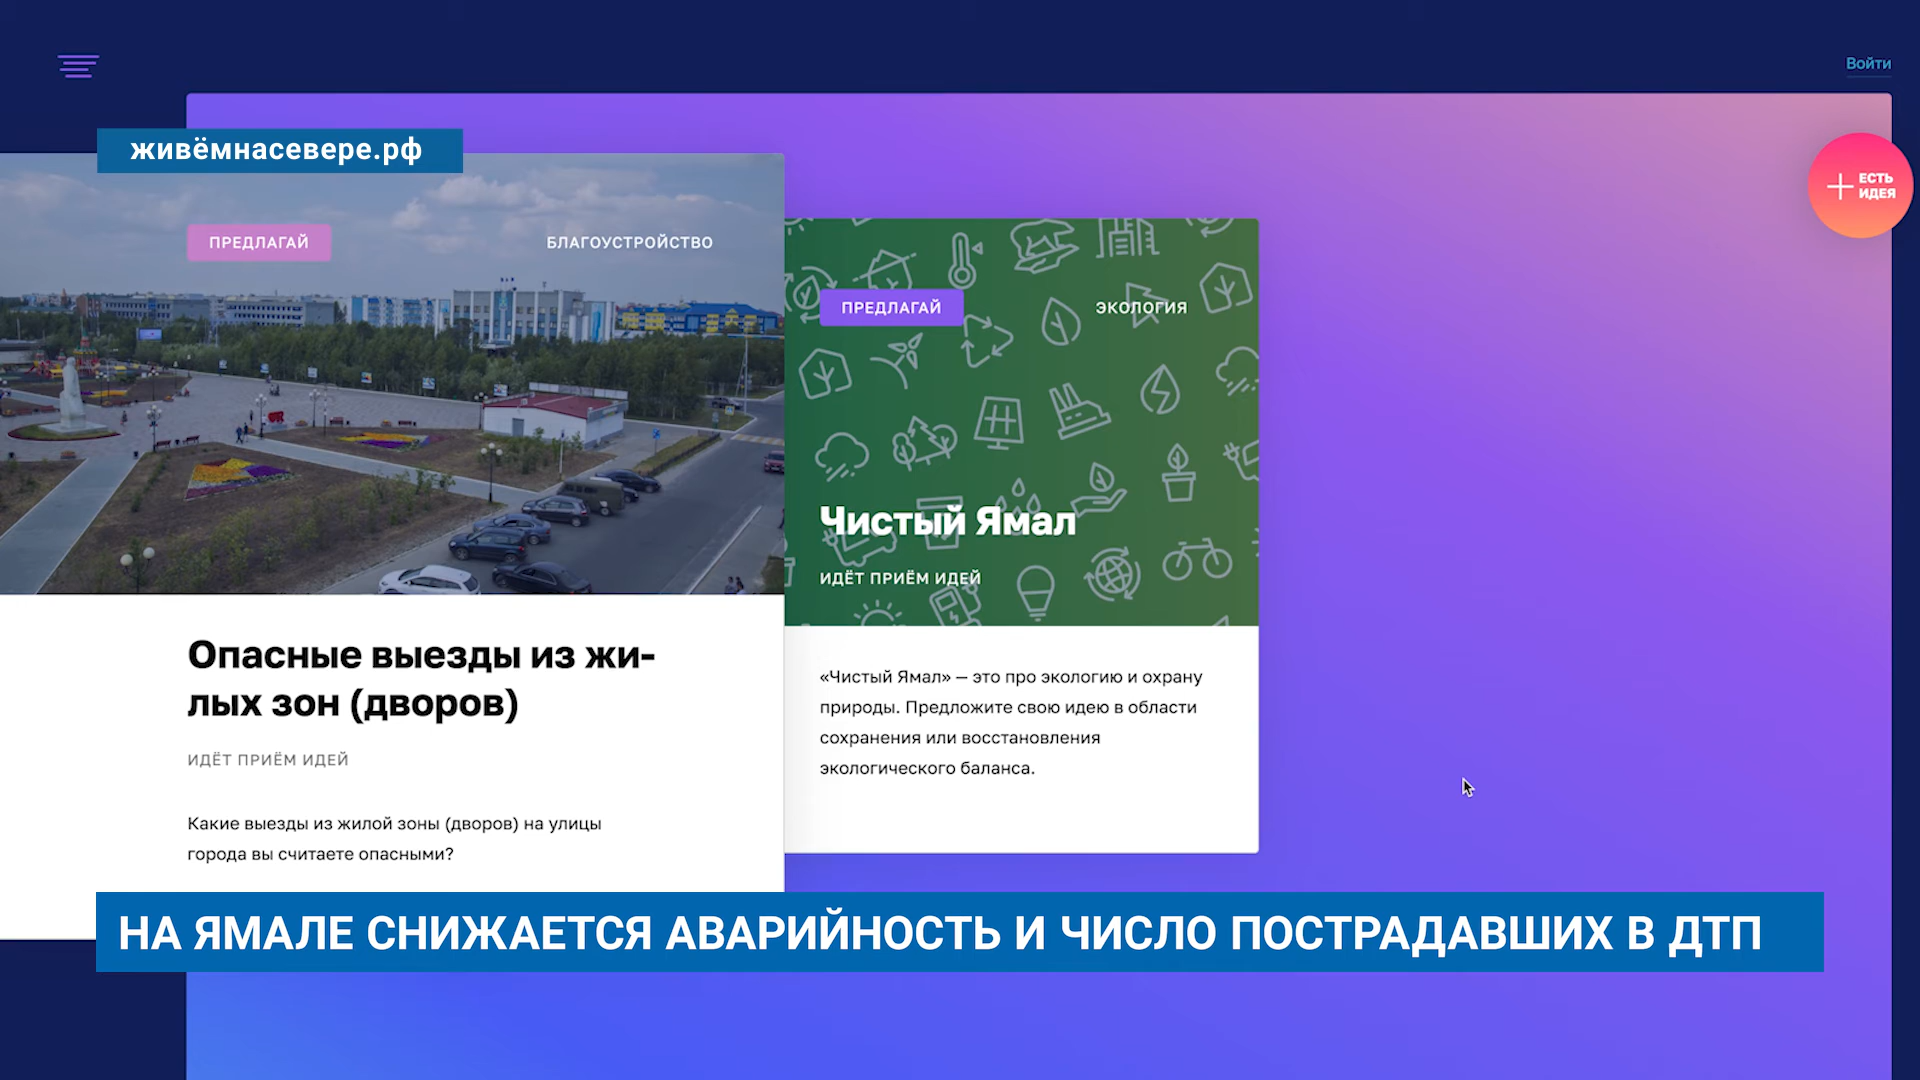 Войти
живёмнасевере.рф
ЕСТЬ
ИДЕЯ
ПРЕДЛАГАЙ
БЛАГОУСТРОЙСТВО
Опасные выезды из жи-
лых зон (дворов)
ИДЁТ ПРИЁМ ИДЕЙ
Какие выезды из жилой зоны (дворов) на улицы
города вы считаете опасными?
ПРЕДЛАГАЙ
ЭКОЛОГИЯ
Чистый Ямал
ИДЁТ ПРИЁМ ИДЕЙ
«Чистый Ямал» — это про экологию и охрану
природы. Предложите свою идею в области
сохранения или восстановления
экологического баланса.
НА ЯМАЛЕ СНИЖАЕТСЯ АВАРИЙНОСТЬ И ЧИСЛО ПОСТРАДАВШИХ В ДТП